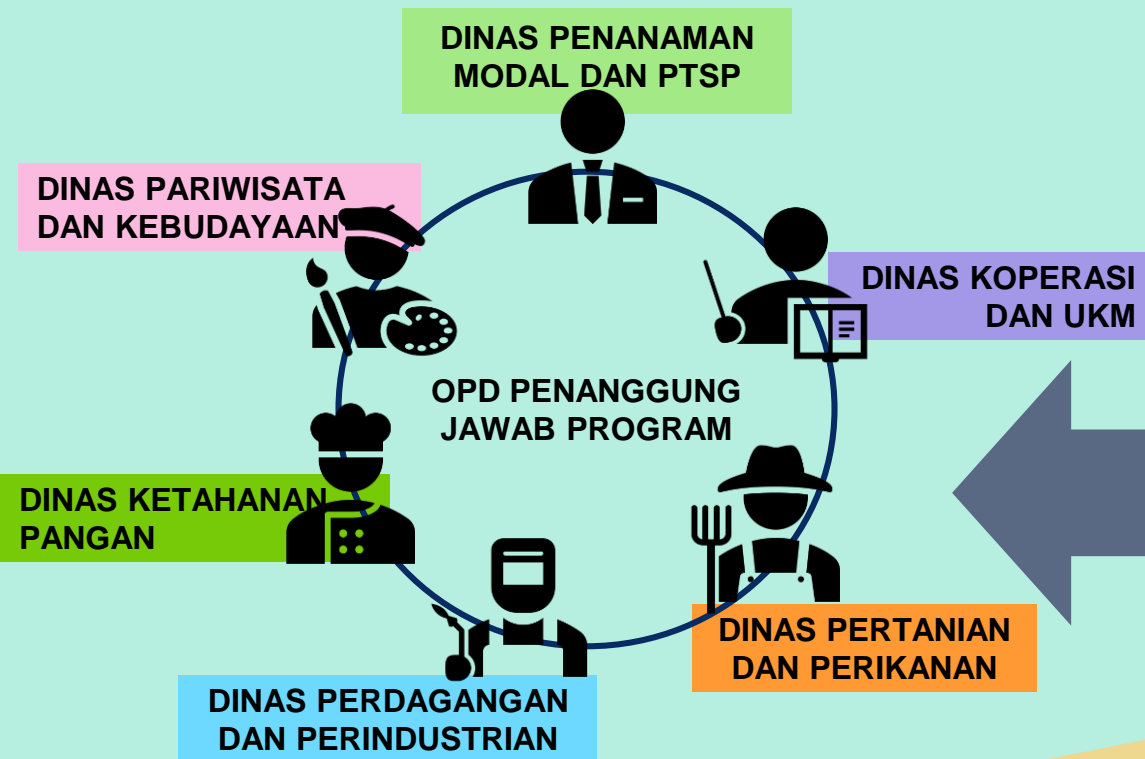 DINAS PENANAMAN
MODAL DAN PTSP
DINAS PARIWISATA
DAN KEBUDAYAAN
DINAS KOPERASI
DAN UKM
OPD PENANGGUNG
JAWAB PROGRAM
DINAS KETAHANAN
PANGAN
DINAS PERTANIAN
DAN PERIKANAN
DINAS PERDAGANGAN
DAN PERINDUSTRIAN